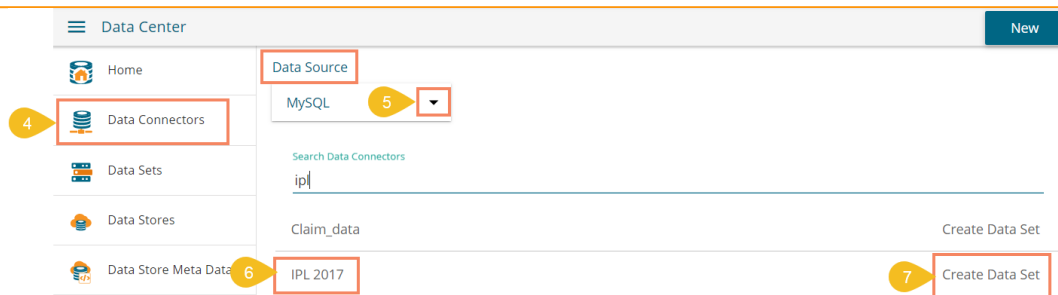 Data Center
New
Home
Data Connectors
Data Sets
Data Stores
Data Store Meta Data
4
Data Source
MySQL
5
Search Data Connectors
ipl
Claim_data Create Data Set
6 IPL 2017 7 Create Data Set